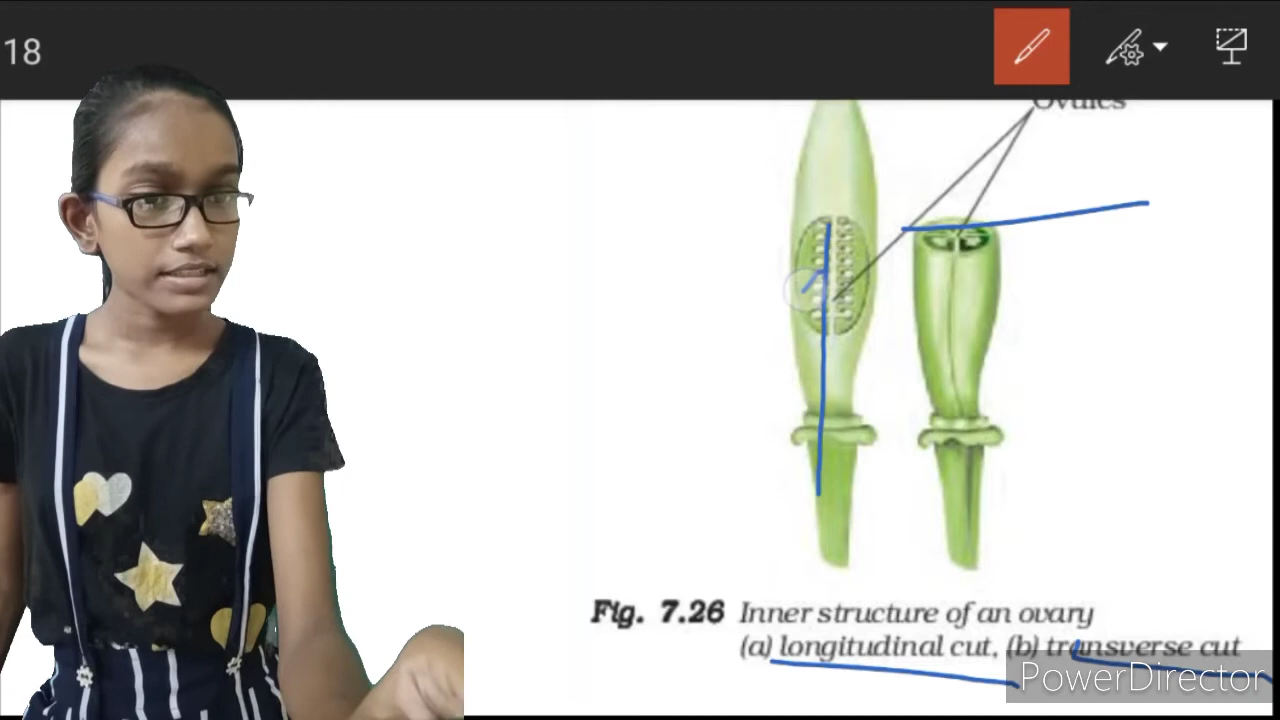 18
Ovules
Fig. 7.26 Inner structure of an ovary
(a) longitudinal cut, (b) transverse cut
PowerDirector